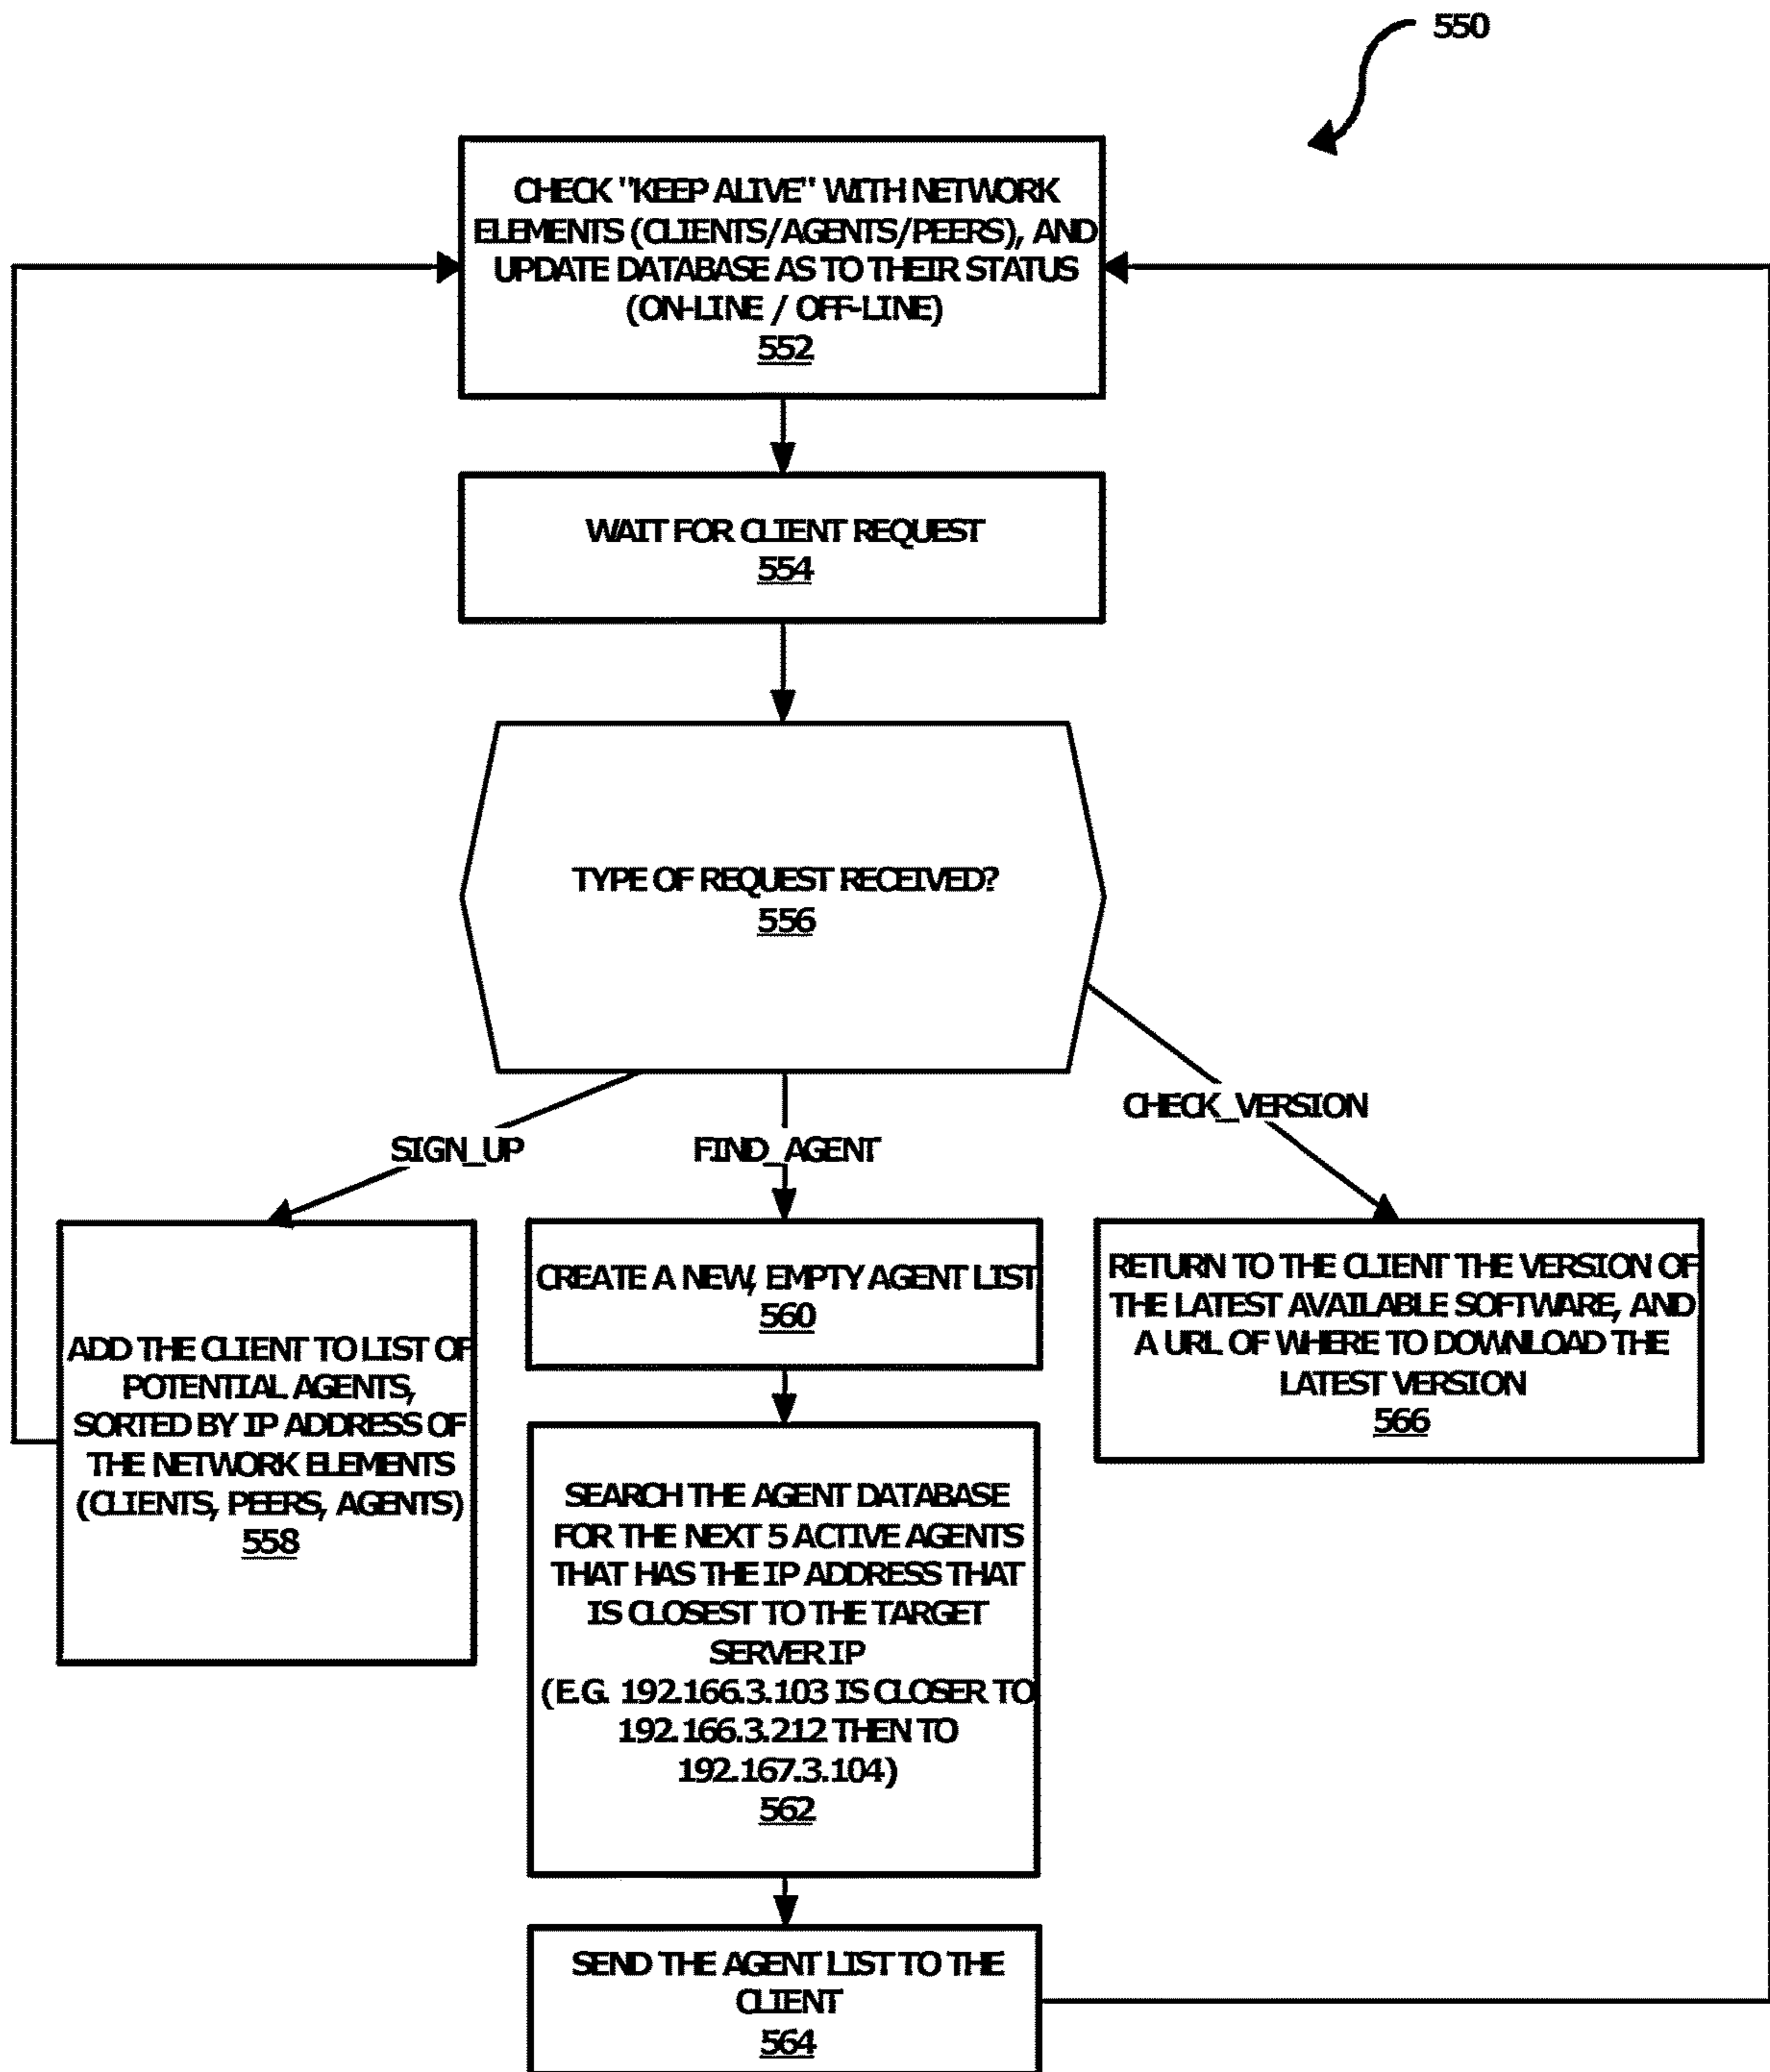 550
CHECK "KEEP ALIVE" WITH NETWORK
ELEMENTS (CLIENTS/AGENTS/PEERS), AND
UPDATE DATABASE AS TO THEIR STATUS
(ON-LINE / OFF-LINE)
552
WAIT FOR CLIENT REQUEST
554
TYPE OF REQUEST RECEIVED?
556
SIGN_UP
FIND_AGENT
CHECK_VERSION
ADD THE CLIENT TO LIST OF
POTENTIAL AGENTS,
SORTED BY IP ADDRESS OF
THE NETWORK ELEMENTS
(CLIENTS, PEERS, AGENTS)
558
CREATE A NEW, EMPTY AGENT LIST
560
SEARCH THE AGENT DATABASE
FOR THE NEXT 5 ACTIVE AGENTS
THAT HAS THE IP ADDRESS THAT
IS CLOSEST TO THE TARGET
SERVER IP
(E.G. 192.166.3.103 IS CLOSER TO
192.166.3.212 THEN TO
192.167.3.104)
562
SEND THE AGENT LIST TO THE
CLIENT
564
RETURN TO THE CLIENT THE VERSION OF
THE LATEST AVAILABLE SOFTWARE, AND
A URL OF WHERE TO DOWNLOAD THE
LATEST VERSION
566